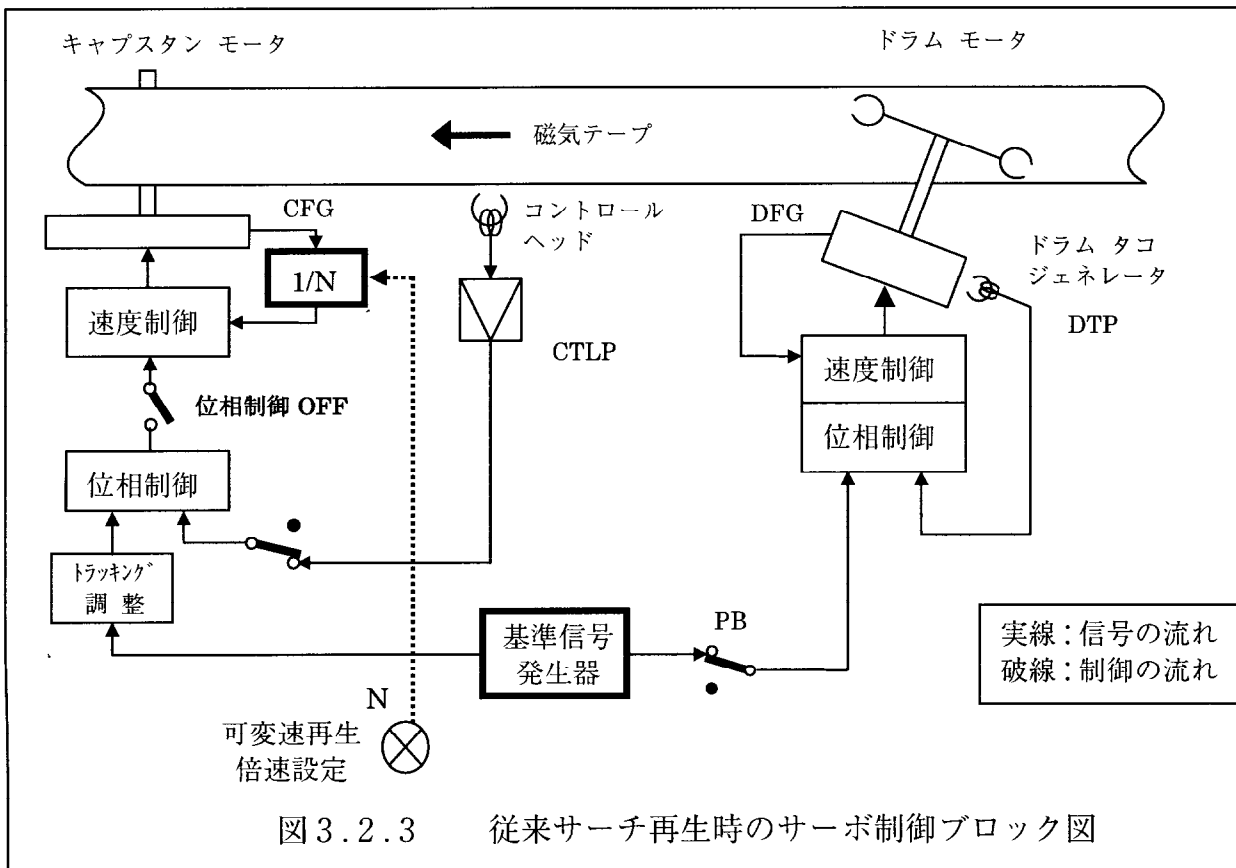 キャプスタン モータ
ドラム モータ
磁気テープ
CFG
コントロール
ヘッド
DFG
ドラム タコ
ジェネレータ
1/N
DTP
速度制御
CTLP
速度制御
位相制御 OFF
位相制御
位相制御
トラッキング
調 整
基準信号
発生器
PB
実線：信号の流れ
破線：制御の流れ
N
可変速再生
倍速設定
図3.2.3 従来サーチ再生時のサーボ制御ブロック図